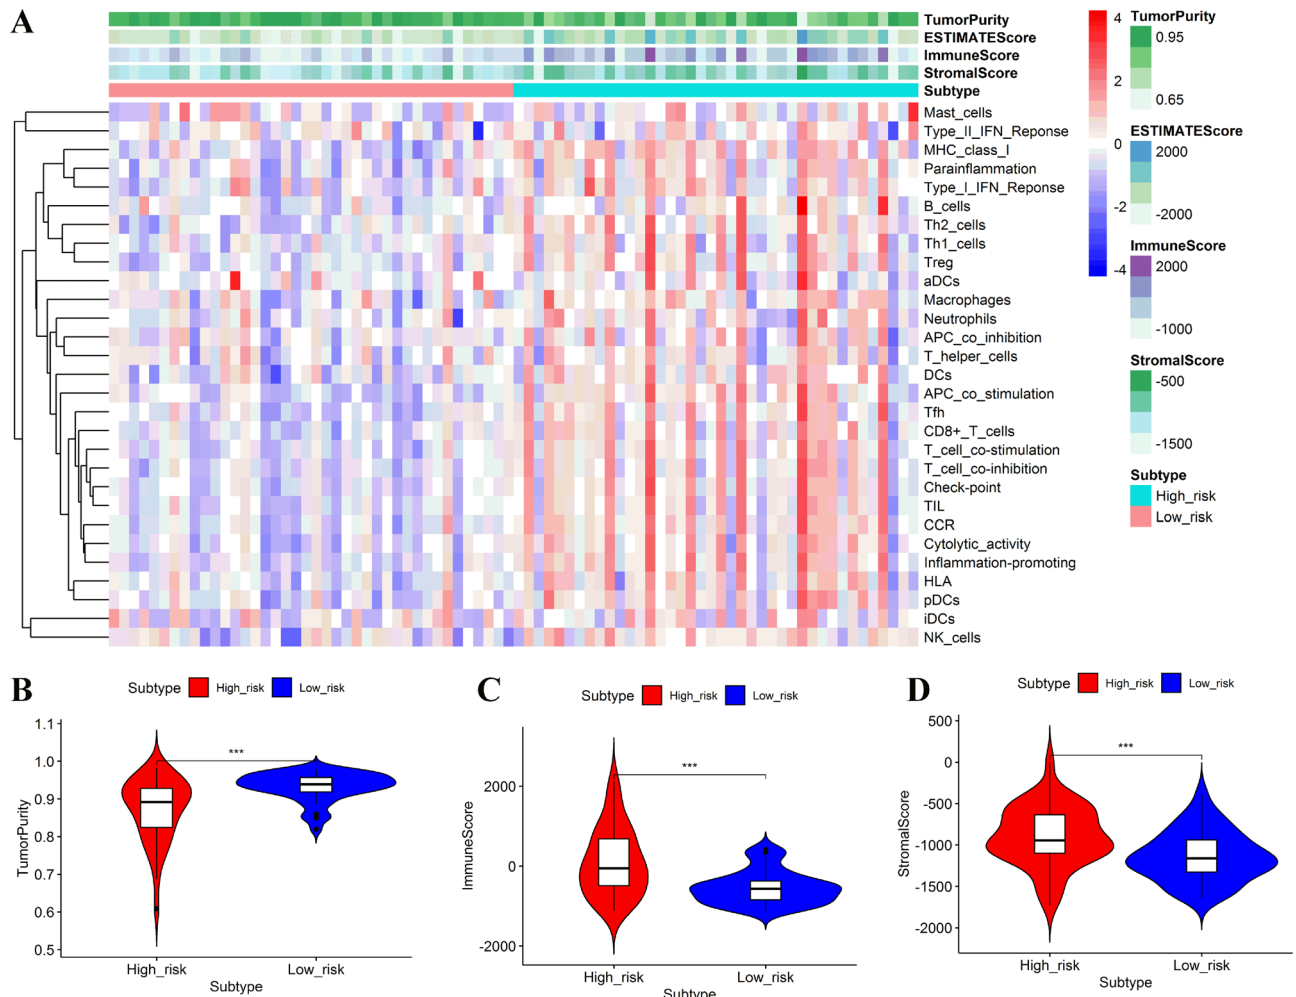 A
TumorPurity
ESTIMATEScore
ImmuneScore
StromalScore
Subtype
Mast_cells
Type_II_IFN_Reponse
MHC_class_I
Parainflammation
Type_I_IFN_Reponse
B_cells
Th2_cells
Th1_cells
Treg
aDCs
Macrophages
Neutrophils
APC_co_inhibition
T_helper_cells
DCs
APC_co_stimulation
Tfh
CD8+_T_cells
T_cell_co-stimulation
T_cell_co-inhibition
Check-point
TIL
CCR
Cytolytic_activity
Inflammation-promoting
HLA
pDCs
iDCs
NK_cells
4
2
0
-2
-4
TumorPurity
0.95
0.65
ESTIMATEScore
2000
-2000
ImmuneScore
2000
-1000
StromalScore
-500
-1500
Subtype
High_risk
Low_risk
B
Subtype High_risk Low_risk
TumorPurity
1.1
1.0
0.9
0.8
0.7
0.6
0.5
***
High_risk Low_risk
Subtype
C
Subtype High_risk Low_risk
ImmuneScore
2000
0
-2000
***
High_risk Low_risk
Subtype
D
Subtype High_risk Low_risk
StromalScore
500
0
-500
-1000
-1500
-2000
***
High_risk Low_risk
Subtype